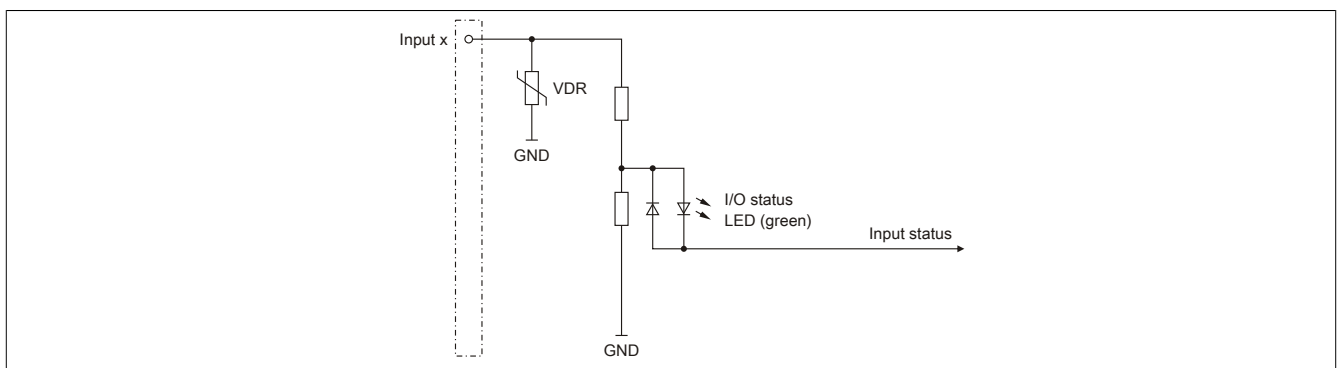 Input x
VDR
GND
I/O status
LED (green)
Input status
GND